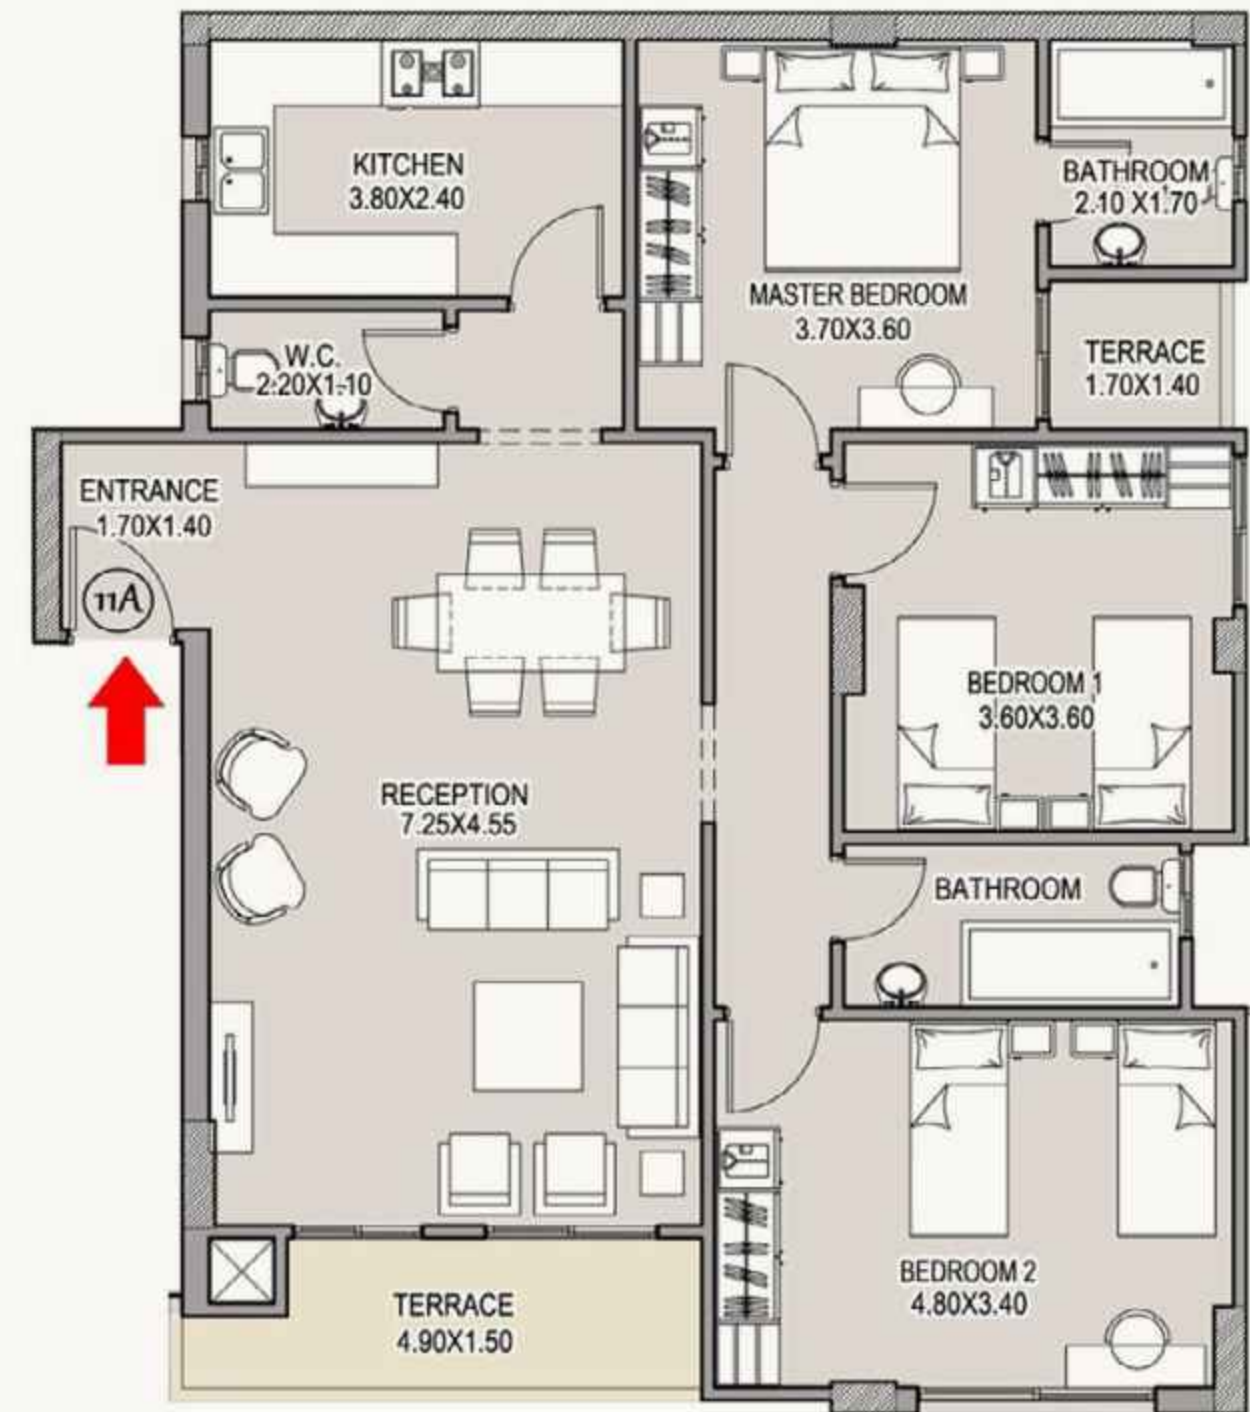 KITCHEN
3.80X2.40
BATHROOM
2.10 X1.70
MASTER BEDROOM
3.70X3.60
W.C.
2.20X1.10
TERRACE
1.70X1.40
ENTRANCE
1.70X1.40
11A
BEDROOM 1
3.60X3.60
RECEPTION
7.25X4.55
BATHROOM
BEDROOM 2
4.80X3.40
TERRACE
4.90X1.50